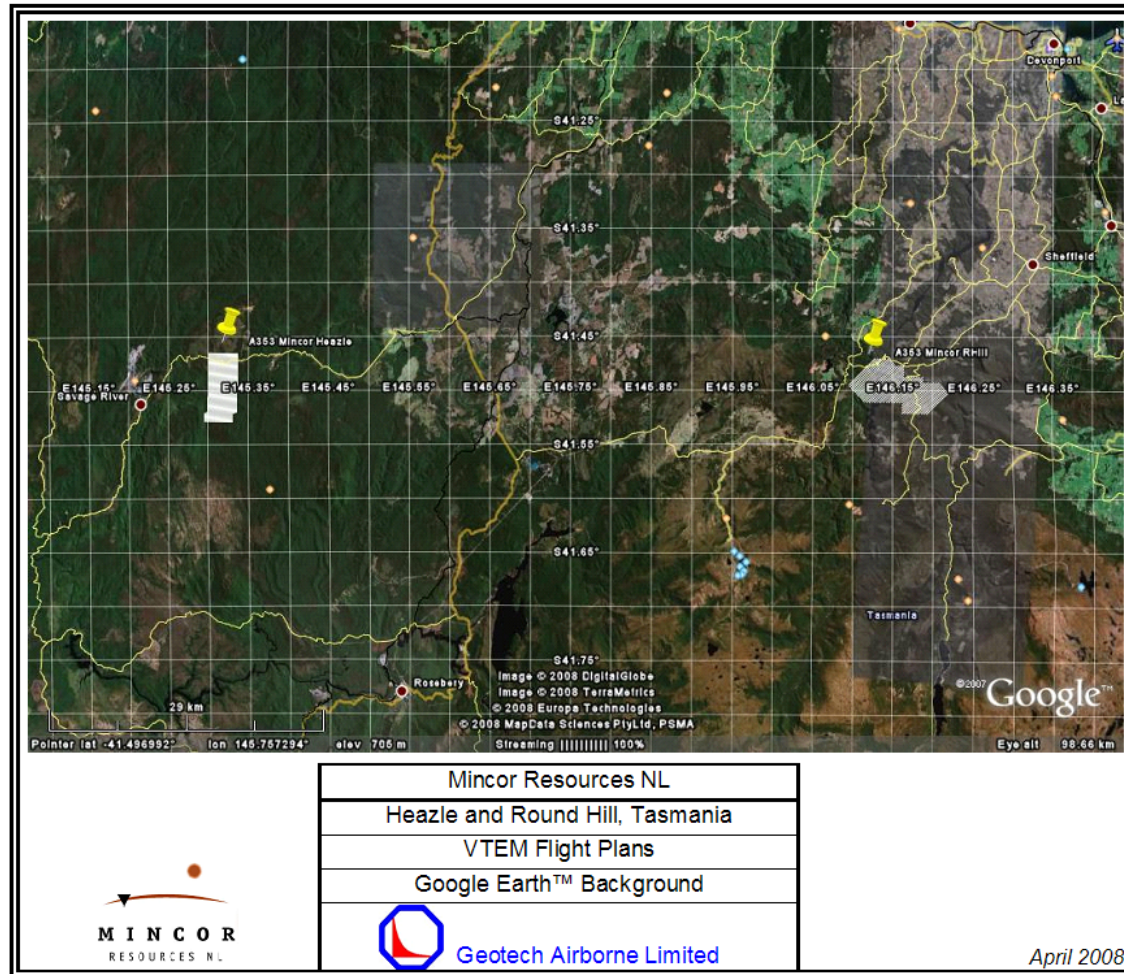 Devonport
La
S41.25°
S41.35°
Sheffield
S41.45°
A353 Mincor Heazle
A353 Mincor RHill
E145.15° E145.25° E145.35° E145.45° E145.55° E145.65° E145.75° E145.85° E145.95° E146.05° E146.15° E146.25° E146.35°
Savage River
S41.55°
S41.65°
Tasmania
S41.75°
Rosebery
Image © 2008 DigitalGlobe
Image © 2008 TerraMetrics
© 2008 Europa Technologies
© 2008 MapData Sciences PtyLtd, PSMA
©2007 Google™
29 km
Pointer lat -41.496992° lon 145.757294° elev 705 m Streaming |||||||||| 100% Eye alt 98.66 km
Mincor Resources NL
Heazle and Round Hill, Tasmania
VTEM Flight Plans
Google Earth™ Background
Geotech Airborne Limited
MINCOR
RESOURCES NL
April 2008